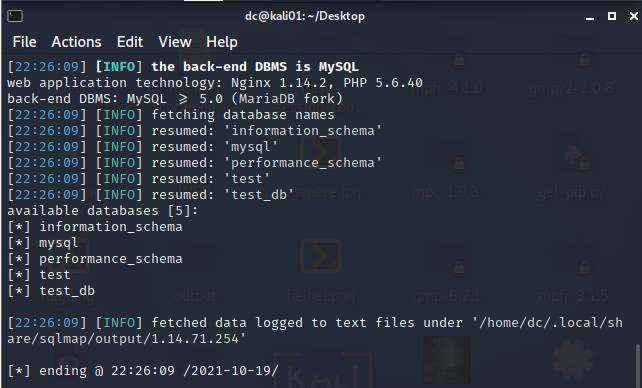 dc@kali01: ~/Desktop
File Actions Edit View Help
[22:26:09] [INFO] the back-end DBMS is MySQL
web application technology: Nginx 1.14.2, PHP 5.6.40
back-end DBMS: MySQL ⩾ 5.0 (MariaDB fork)
[22:26:09] [INFO] fetching database names
[22:26:09] [INFO] resumed: 'information_schema'
[22:26:09] [INFO] resumed: 'mysql'
[22:26:09] [INFO] resumed: 'performance_schema'
[22:26:09] [INFO] resumed: 'test'
[22:26:09] [INFO] resumed: 'test_db'
available databases [5]:
[*] information_schema
[*] mysql
[*] performance_schema
[*] test
[*] test_db
[22:26:09] [INFO] fetched data logged to text files under '/home/dc/.local/sh
are/sqlmap/output/1.14.71.254'
[*] ending @ 22:26:09 /2021-10-19/